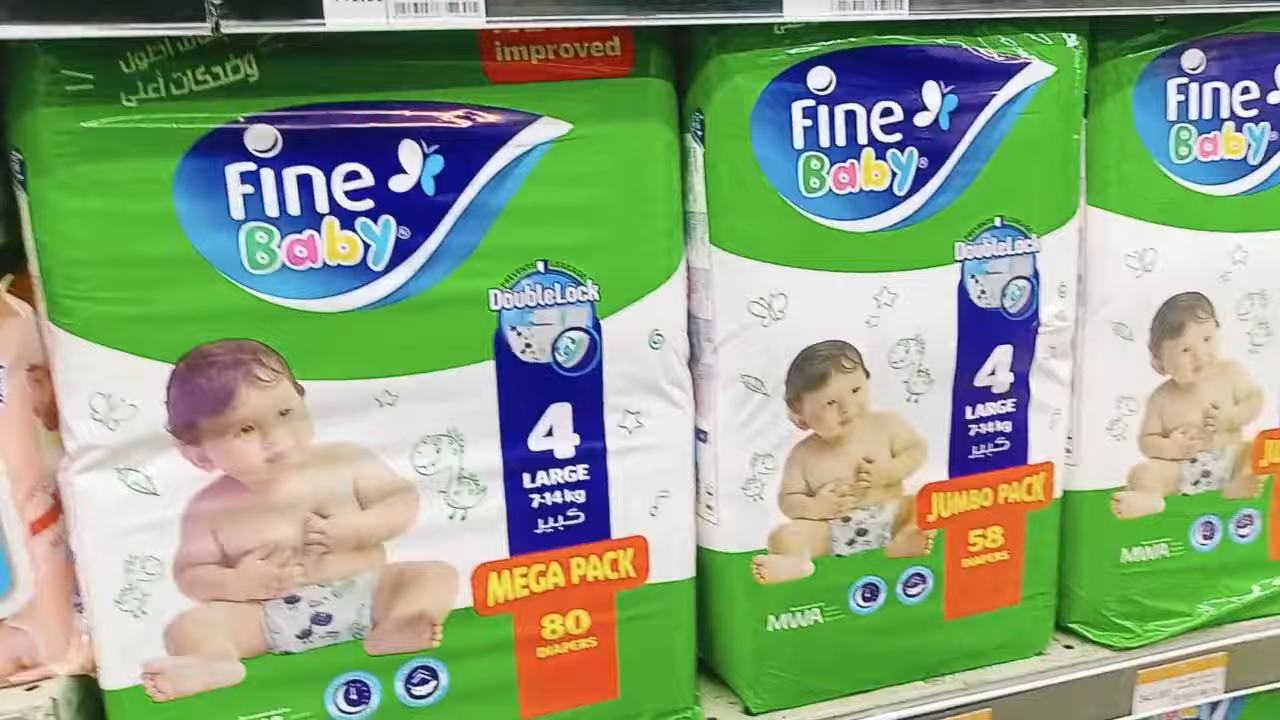 وضحكات أعلى
improved
Fine
Baby
DoubleLock
4
LARGE
7-14 kg
كبير
MEGA PACK
80
DIAPERS
Fine
Baby
DoubleLock
4
LARGE
7-14 kg
كبير
JUMBO PACK
58
DIAPERS
MWA
Fine
Baby
MWA